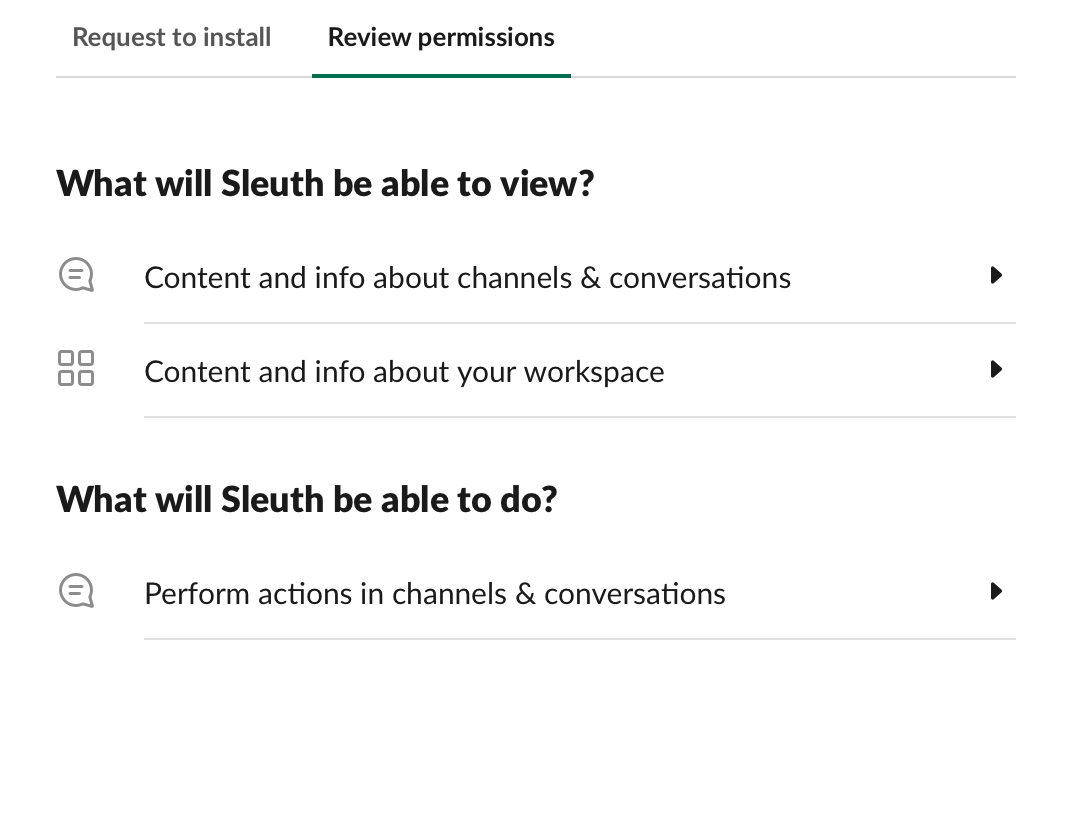 Request to install
Review permissions
What will Sleuth be able to view?
Content and info about channels & conversations
Content and info about your workspace
What will Sleuth be able to do?
Perform actions in channels & conversations